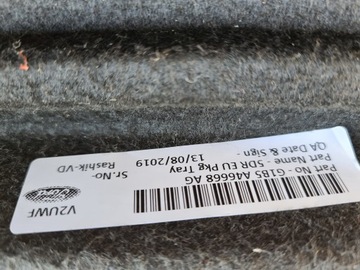 Part No - G1B5 A46668 AG
Part Name - 5DR EU Pkg Tray
QA Date & Sign -
13/08/2019
Sr.No-
Rashik-VD
Ford
V2UWF